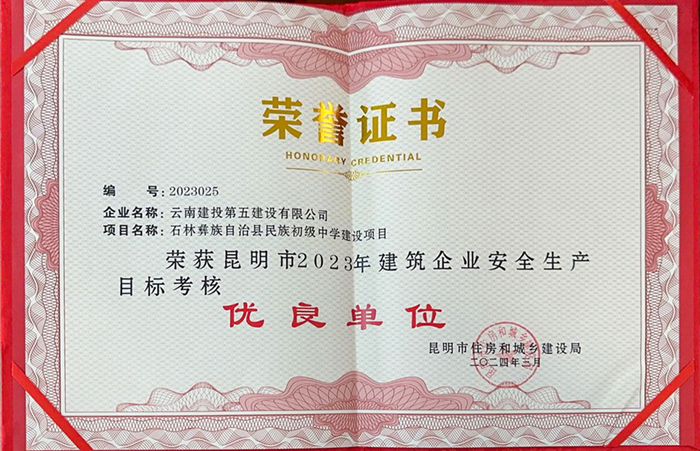 荣誉证书
HONORARY CREDENTIAL
编 号：2023025
企业名称：云南建投第五建设有限公司
项目名称：石林彝族自治县民族初级中学建设项目
荣获昆明市2023年建筑企业安全生产
目标考核
优良单位
昆明市住房和城乡建设局
二〇二四年三月